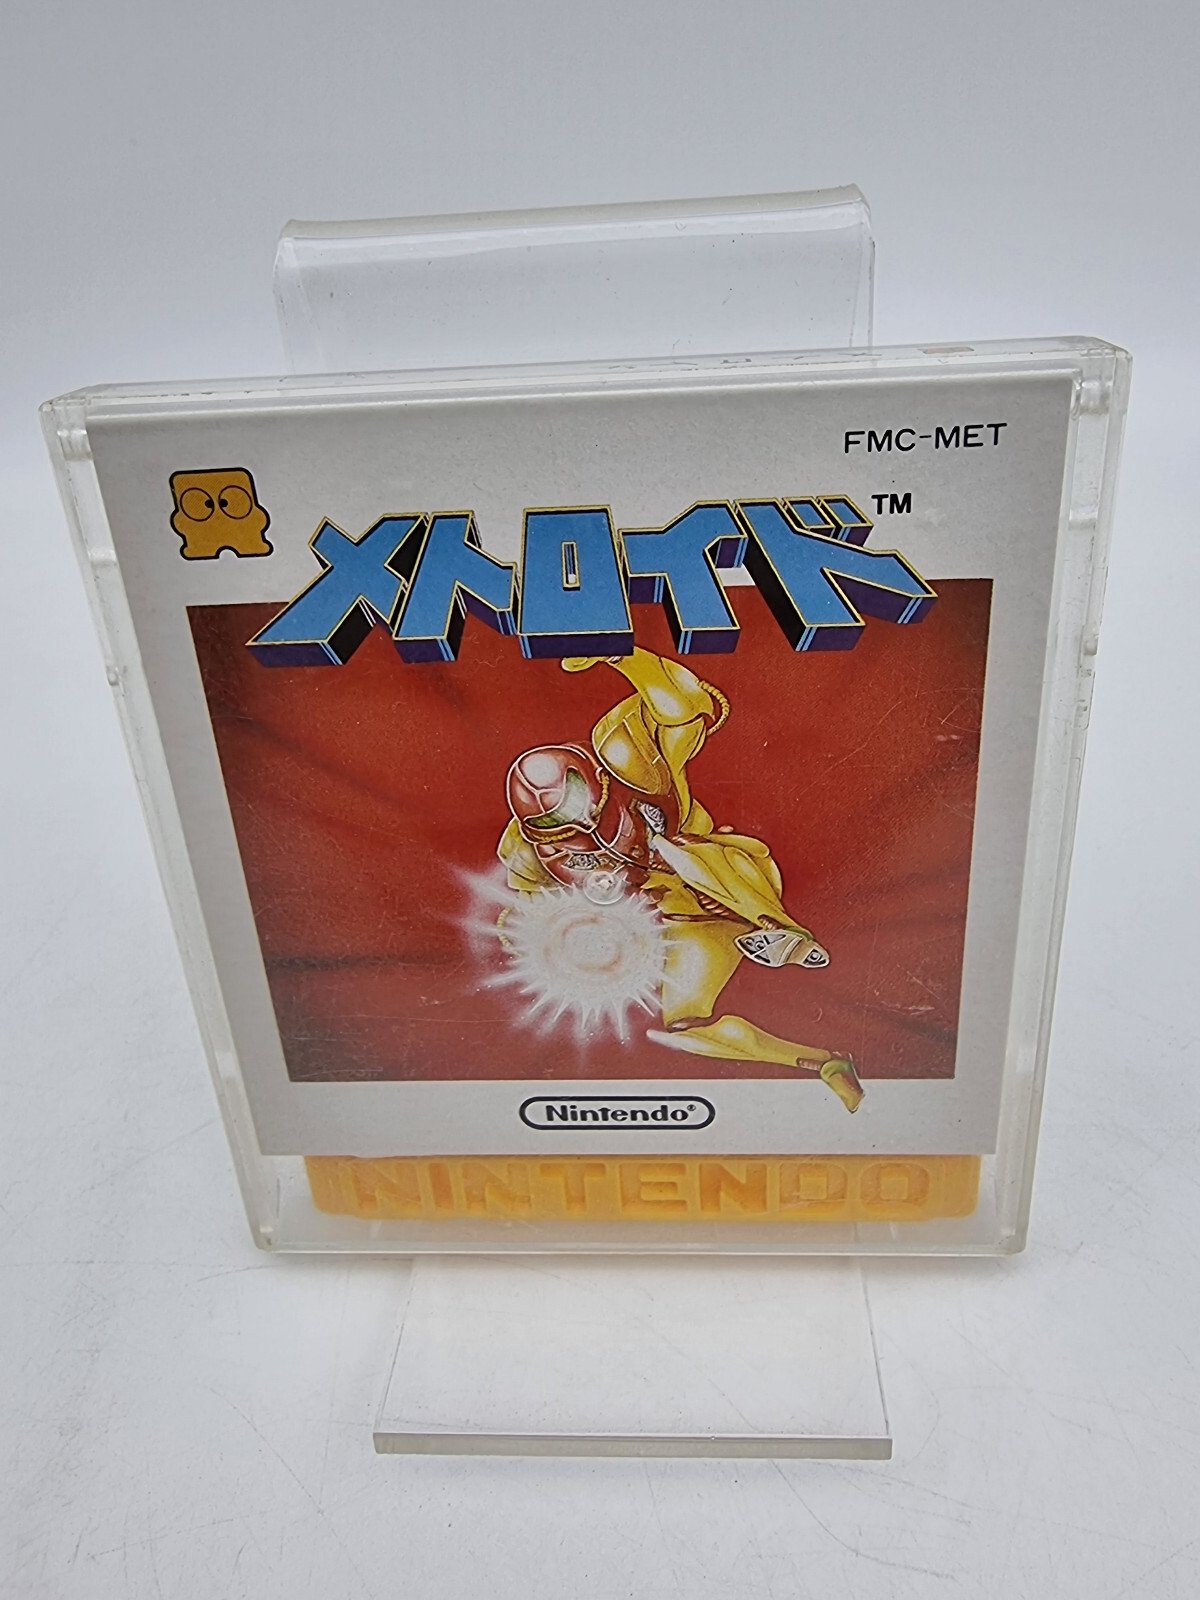 FMC-MET
メトロイド™
Nintendo®
NINTENDO